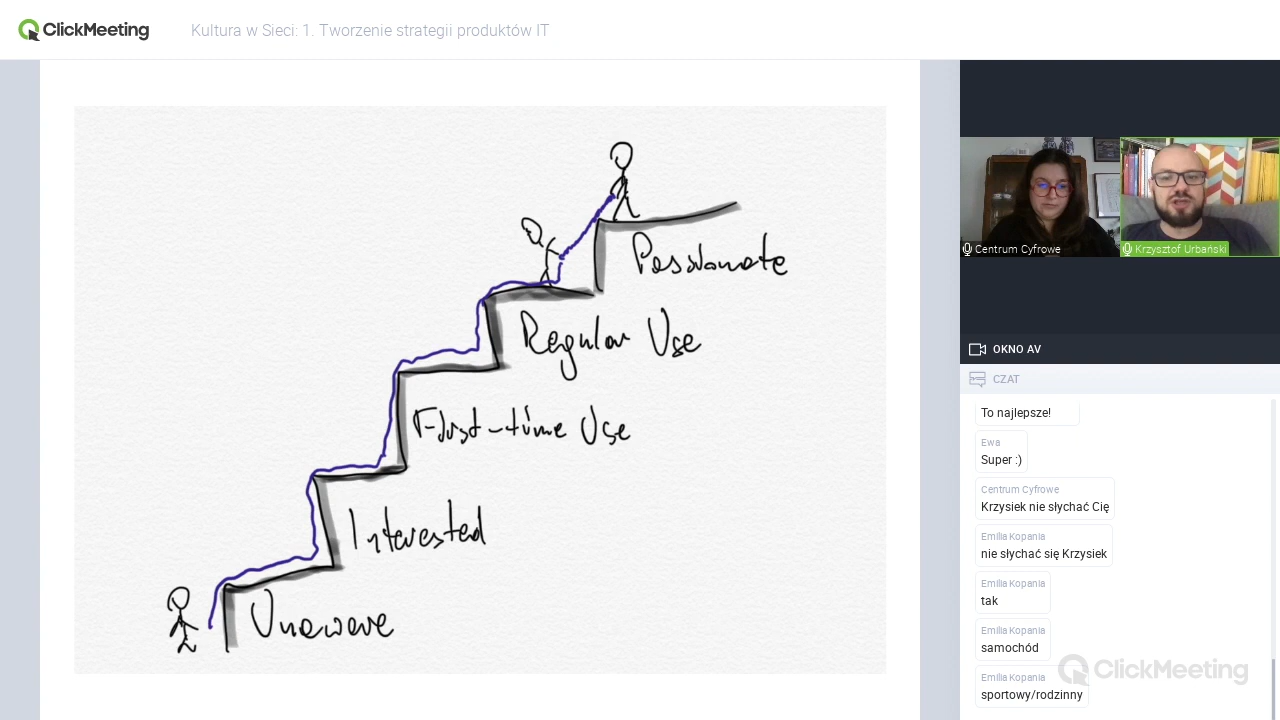 ClickMeeting
Kultura w Sieci: 1. Tworzenie strategii produktów IT
Passionate
Regular Use
First-time Use
Interested
Unaware
Centrum Cyfrowe
Krzysztof Urbański
OKNO AV
CZAT
To najlepsze!
Ewa
Super :)
Centrum Cyfrowe
Krzysiek nie słychać Cię
Emilia Kopania
nie słychać się Krzysiek
Emilia Kopania
tak
Emilia Kopania
samochód
Emilia Kopania
sportowy/rodzinny
ClickMeeting